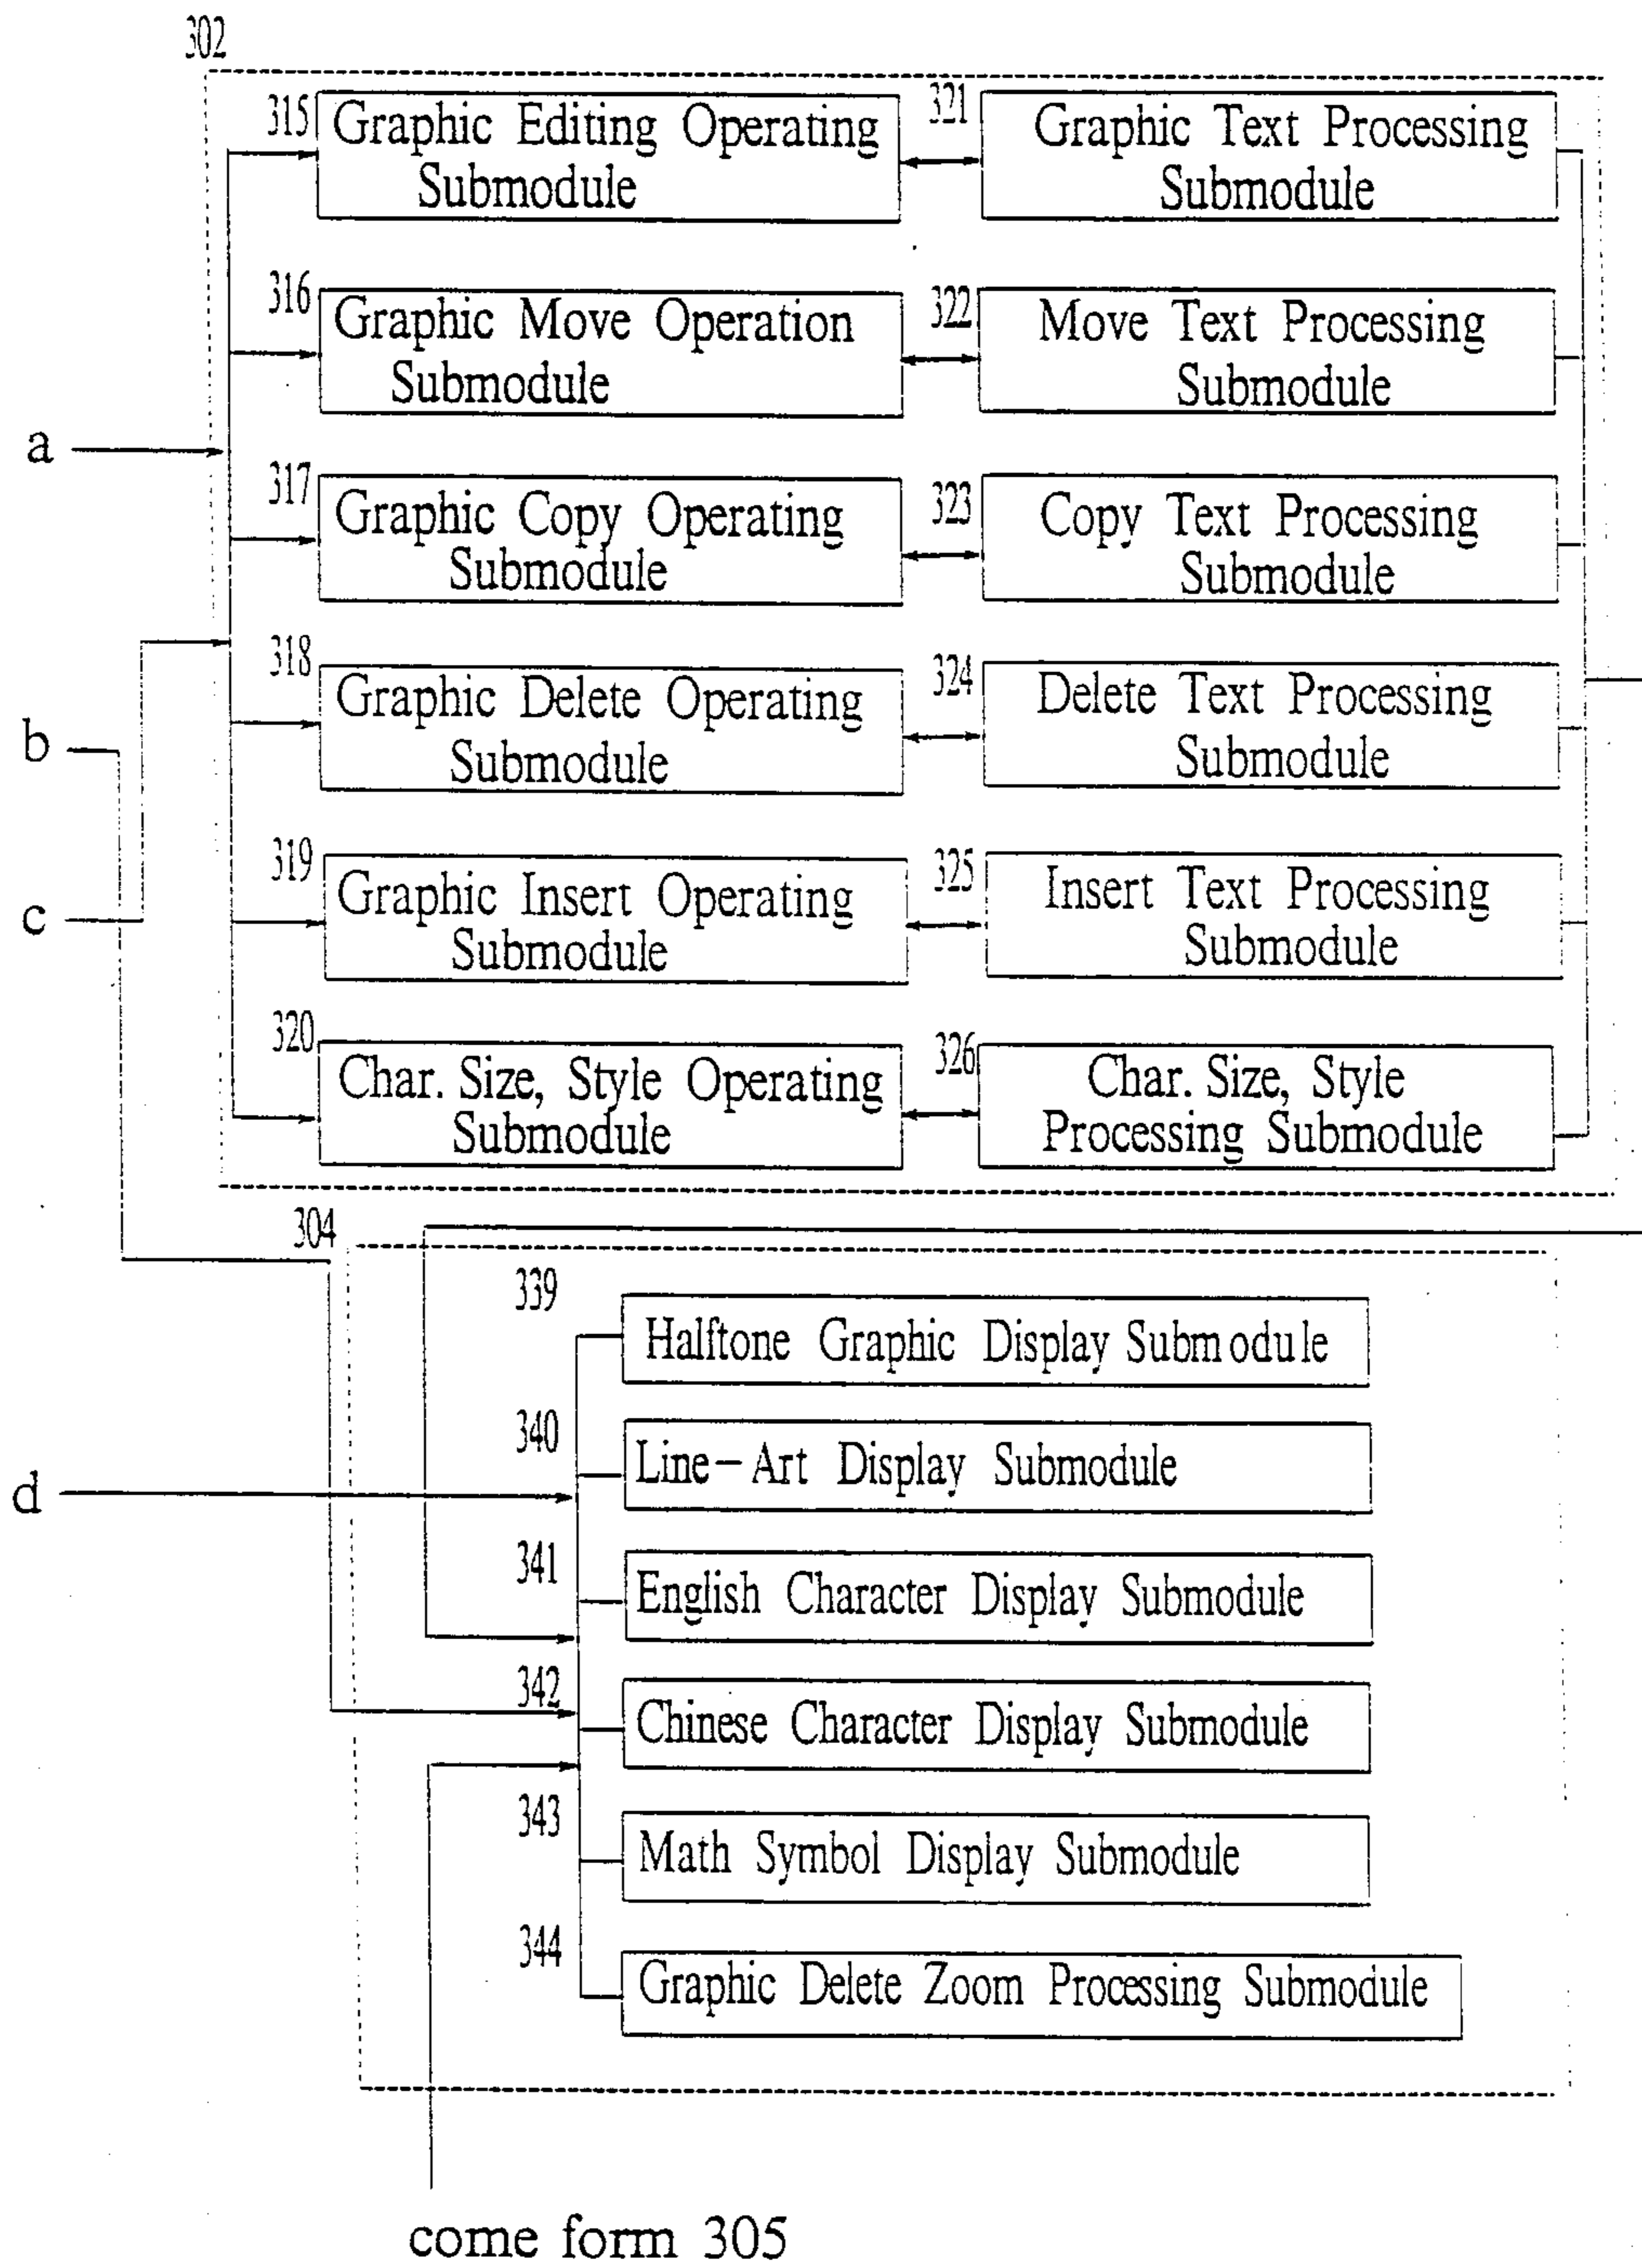 302
315
Graphic Editing Operating
Submodule
321
Graphic Text Processing
Submodule
316
Graphic Move Operation
Submodule
322
Move Text Processing
Submodule
a
317
Graphic Copy Operating
Submodule
323
Copy Text Processing
Submodule
318
Graphic Delete Operating
Submodule
324
Delete Text Processing
Submodule
b
319
Graphic Insert Operating
Submodule
325
Insert Text Processing
Submodule
c
320
Char. Size, Style Operating
Submodule
326
Char. Size, Style
Processing Submodule
304
339
Halftone Graphic Display Submodule
340
Line-Art Display Submodule
d
341
English Character Display Submodule
342
Chinese Character Display Submodule
343
Math Symbol Display Submodule
344
Graphic Delete Zoom Processing Submodule
come form 305